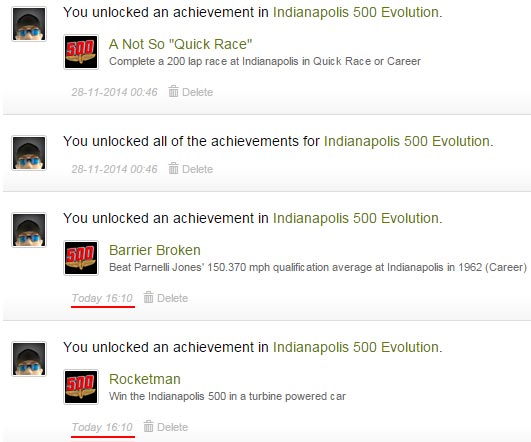 You unlocked an achievement in Indianapolis 500 Evolution.
500
A Not So "Quick Race"
Complete a 200 lap race at Indianapolis in Quick Race or Career
28-11-2014 00:46 Delete
You unlocked all of the achievements for Indianapolis 500 Evolution.
28-11-2014 00:46 Delete
You unlocked an achievement in Indianapolis 500 Evolution.
500
Barrier Broken
Beat Parnelli Jones' 150.370 mph qualification average at Indianapolis in 1962 (Career)
Today 16:10 Delete
You unlocked an achievement in Indianapolis 500 Evolution.
500
Rocketman
Win the Indianapolis 500 in a turbine powered car
Today 16:10 Delete